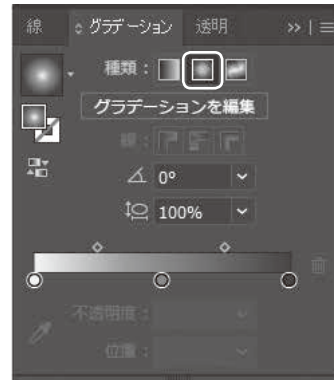 線 グラデーション 透明
種類：
グラデーションを編集
線：
0°
100%
不透明度：
位置：